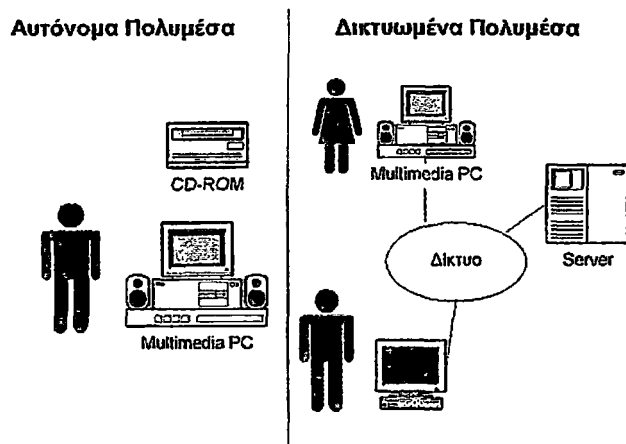 Αυτόνομα Πολυμέσα
CD-ROM
Multimedia PC
Δικτυωμένα Πολυμέσα
Multimedia PC
Δίκτυο
Server